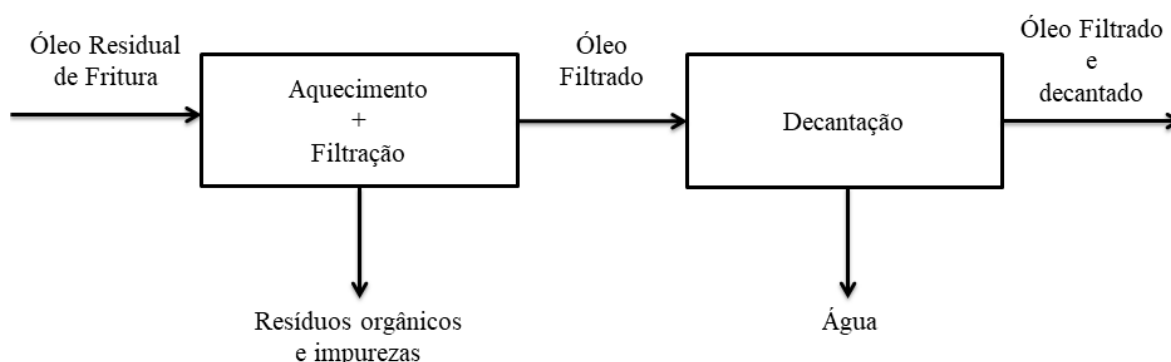 Óleo Residual
de Fritura
Aquecimento
+
Filtração
Óleo
Filtrado
Decantação
Óleo Filtrado
e
decantado
Resíduos orgânicos
e impurezas
Água